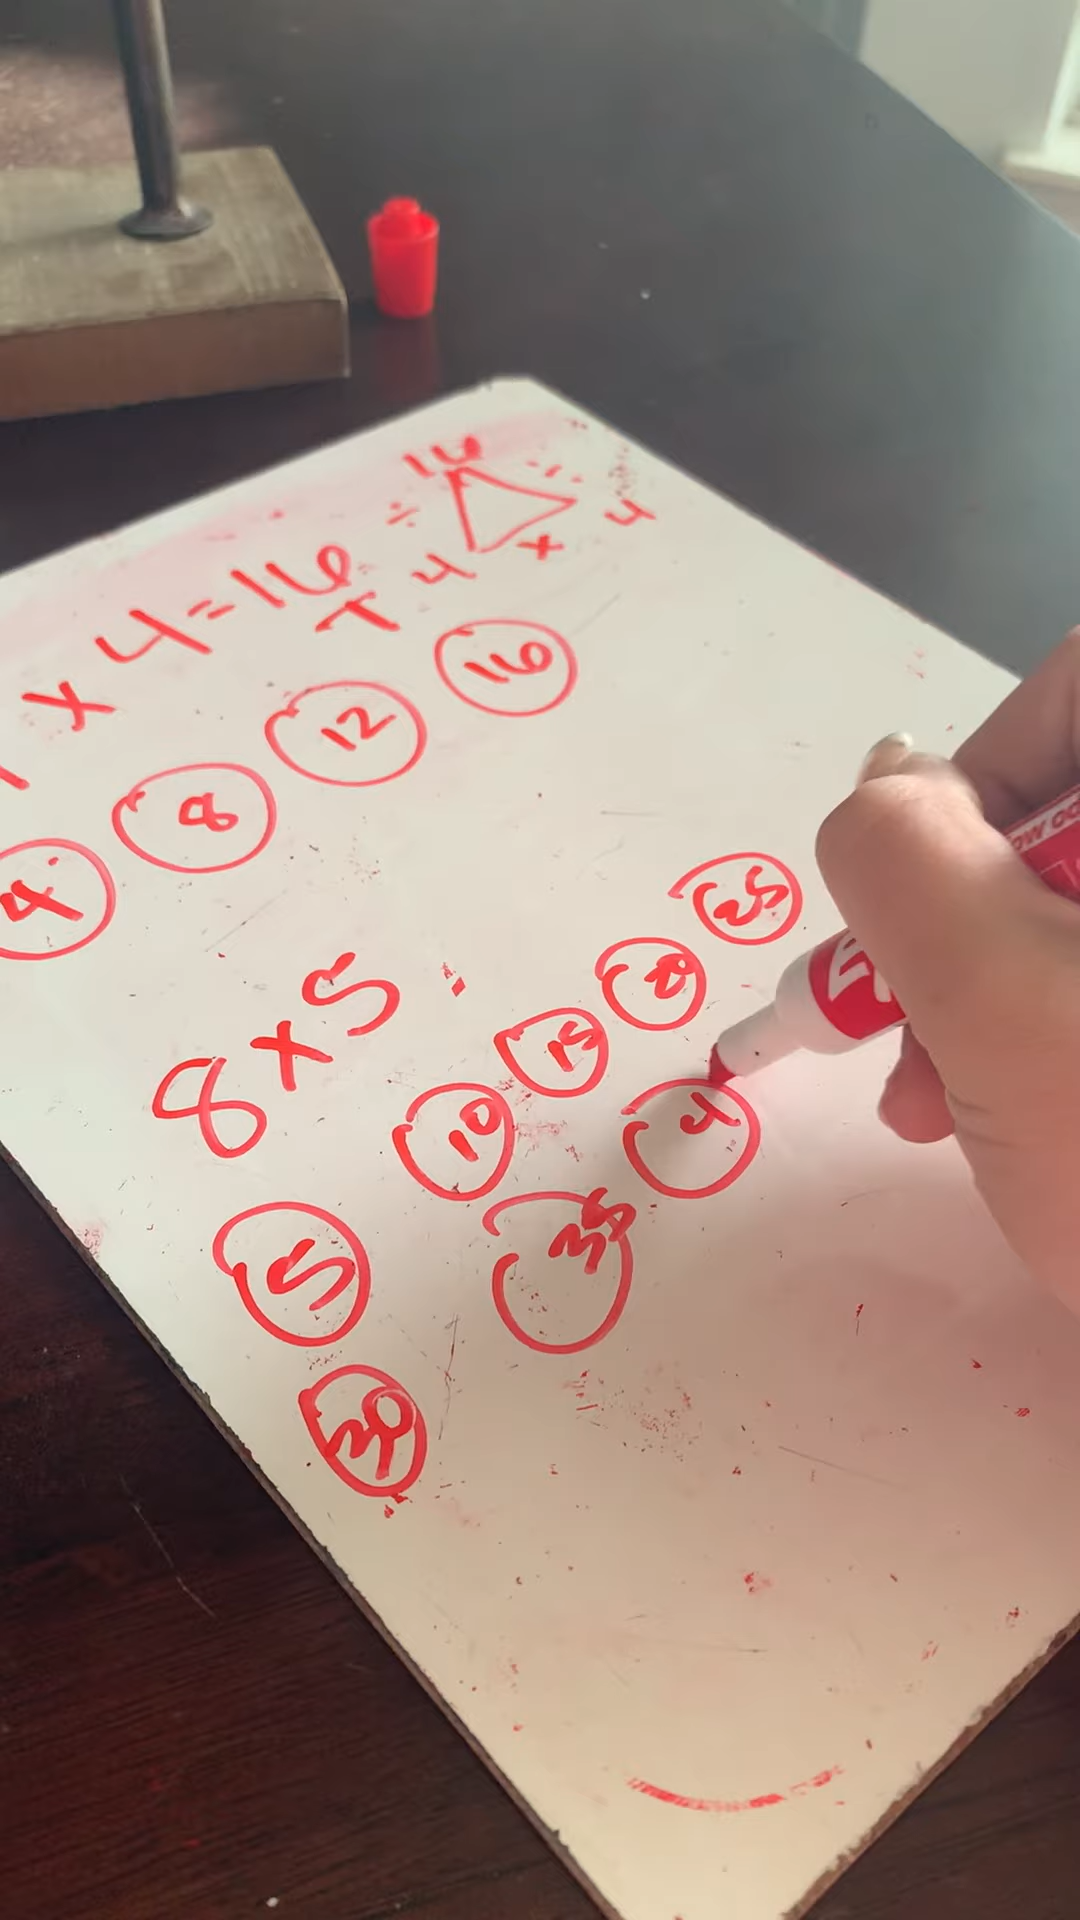 16
÷ ÷
4 x 4
x 4 = 16
4 8 12 16
8 x 5
5 10 15 20 25
30 35 4